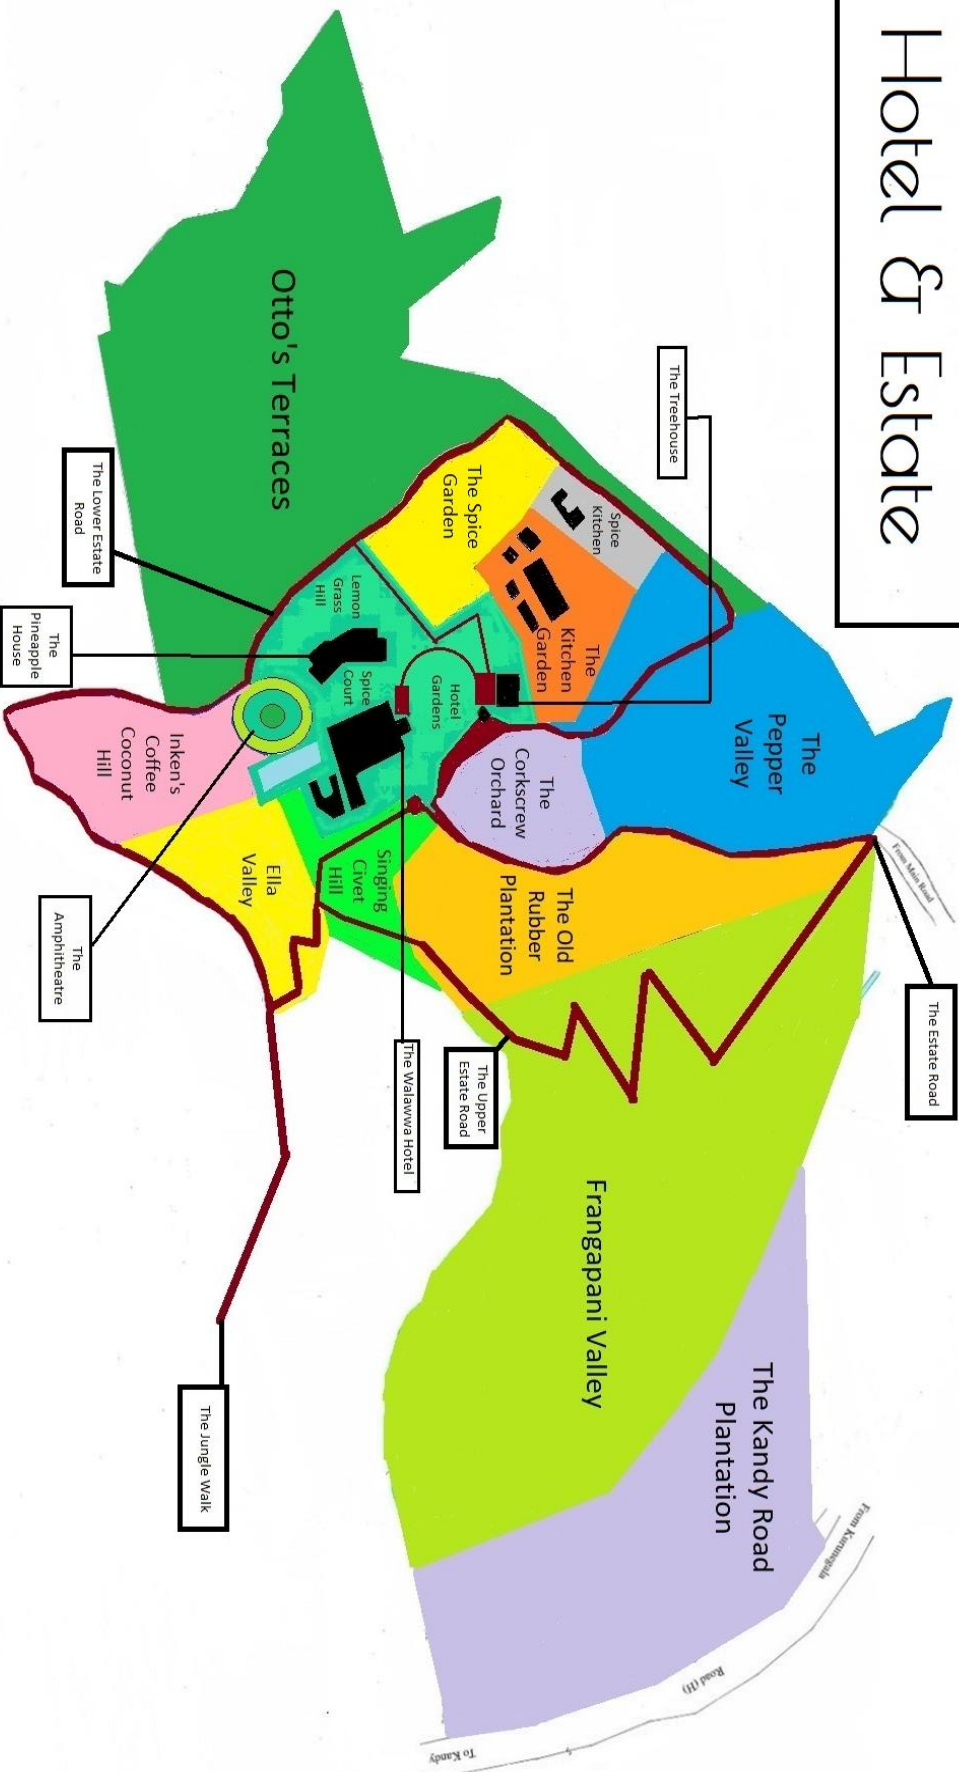 Hotel & Estate
The Treehouse
Otto's Terraces
The Lower Estate
Road
The
Pineapple
House
The Spice
Garden
Spice
Kitchen
The
Kitchen
Garden
Lemon
Grass
Hill
Spice
Court
Hotel
Gardens
The
Pepper
Valley
The
Corkscrew
Orchard
Inken's
Coffee
Coconut
Hill
Ella
Valley
Singing
Civet
Hill
The Old
Rubber
Plantation
From Main Road
The
Amphitheatre
The Estate Road
The Walawwa Hotel
The Upper
Estate Road
Frangapani Valley
The Kandy Road
Plantation
The Jungle Walk
From Kurunegala
Road (H)
To Kandy